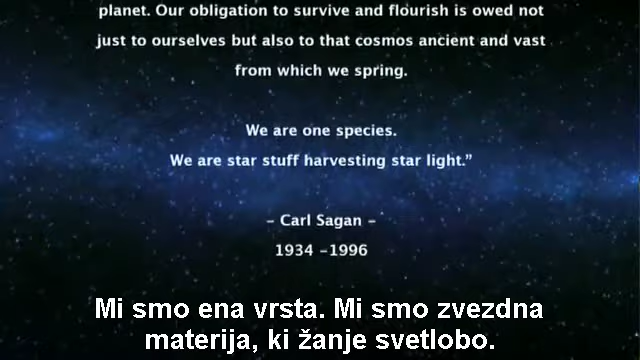 planet. Our obligation to survive and flourish is owed not
just to ourselves but also to that cosmos ancient and vast
from which we spring.
We are one species.
We are star stuff harvesting star light.”
– Carl Sagan –
1934 –1996
Mi smo ena vrsta. Mi smo zvezdna
materija, ki žanje svetlobo.